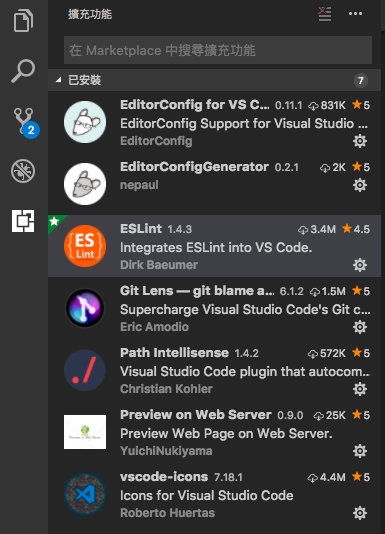 擴充功能
在 Marketplace 中搜尋擴充功能
已安裝 7
EditorConfig for VS C... 0.11.1 831K 5
EditorConfig Support for Visual Studio ...
EditorConfig
EditorConfigGenerator 0.2.1 2K 5
nepaul
ESLint 1.4.3 3.4M 4.5
Integrates ESLint into VS Code.
Dirk Baeumer
Git Lens — git blame a... 6.1.2 1.5M 5
Supercharge Visual Studio Code's Git c...
Eric Amodio
Path Intellisense 1.4.2 572K 5
Visual Studio Code plugin that autocom...
Christian Kohler
Preview on Web Server 0.9.0 25K 5
Preview Web Page on Web Server.
YuichiNukiyama
vscode-icons 7.18.1 4.4M 5
Icons for Visual Studio Code
Roberto Huertas
2
ES
Lint